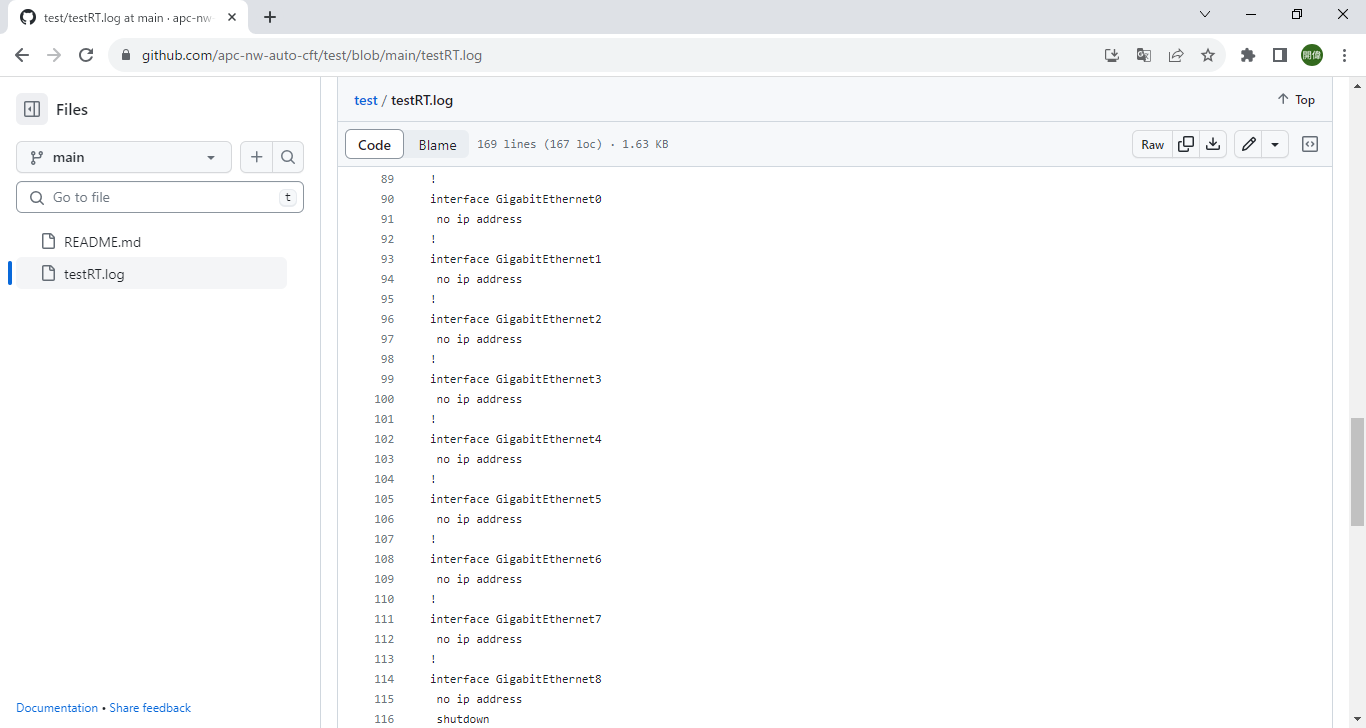 test/testRT.log at main · apc-nw-
github.com/apc-nw-auto-cft/test/blob/main/testRT.log
開偉
Files
main
Go to file
t
README.md
testRT.log
Documentation • Share feedback
test / testRT.log
Top
Code
Blame
169 lines (167 loc) · 1.63 KB
Raw
89 !
90 interface GigabitEthernet0
91 no ip address
92 !
93 interface GigabitEthernet1
94 no ip address
95 !
96 interface GigabitEthernet2
97 no ip address
98 !
99 interface GigabitEthernet3
100 no ip address
101 !
102 interface GigabitEthernet4
103 no ip address
104 !
105 interface GigabitEthernet5
106 no ip address
107 !
108 interface GigabitEthernet6
109 no ip address
110 !
111 interface GigabitEthernet7
112 no ip address
113 !
114 interface GigabitEthernet8
115 no ip address
116 shutdown